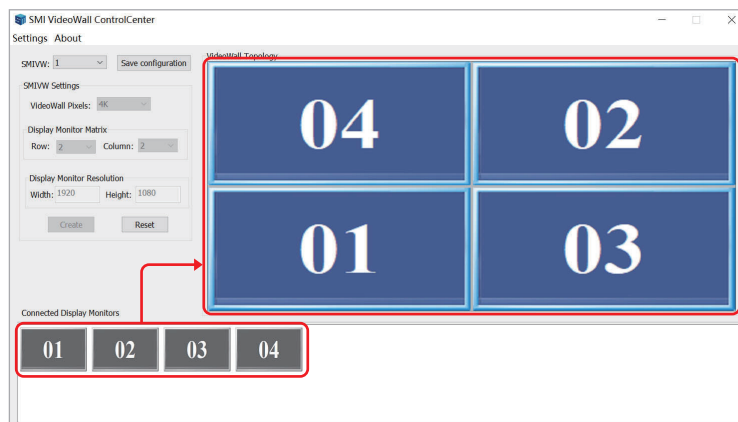 SMI VideoWall ControlCenter
Settings About
SMIVW: 1 Save configuration
VideoWall Topology
SMIVW Settings
VideoWall Pixels: 4K
Display Monitor Matrix
Row: 2 Column: 2
Display Monitor Resolution
Width: 1920 Height: 1080
Create Reset
04 02
01 03
Connected Display Monitors
01 02 03 04